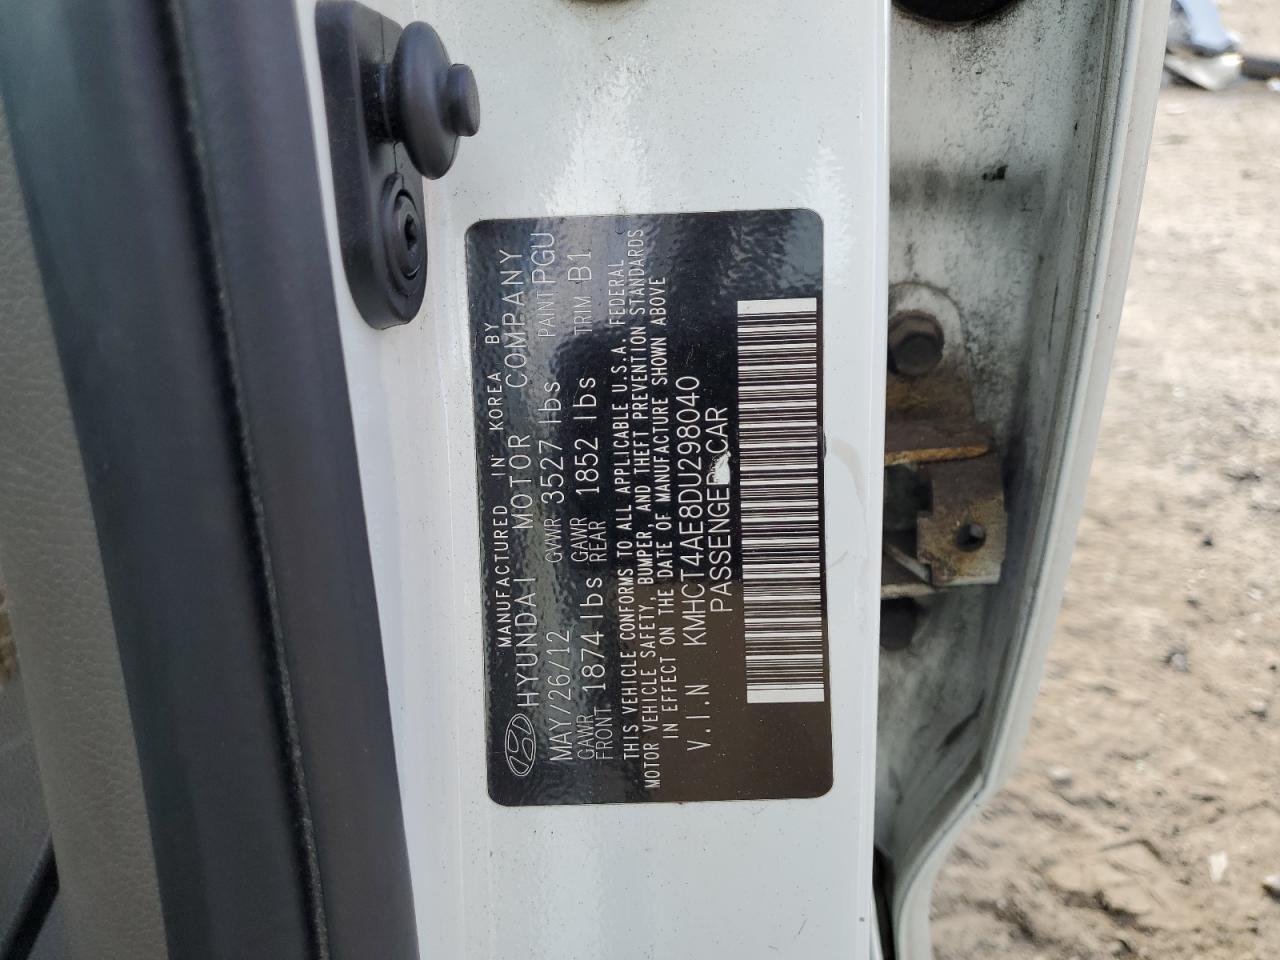 MANUFACTURED IN KOREA BY
HYUNDAI MOTOR COMPANY
MAY/26/12 GVWR 3527 lbs PAINT PGU
GAWR FRONT 1874 lbs GAWR REAR 1852 lbs TRIM B1
THIS VEHICLE CONFORMS TO ALL APPLICABLE U.S.A. FEDERAL
MOTOR VEHICLE SAFETY, BUMPER, AND THEFT PREVENTION STANDARDS
IN EFFECT ON THE DATE OF MANUFACTURE SHOWN ABOVE
V.I.N KMHCT4AE8DU298040
PASSENGER CAR